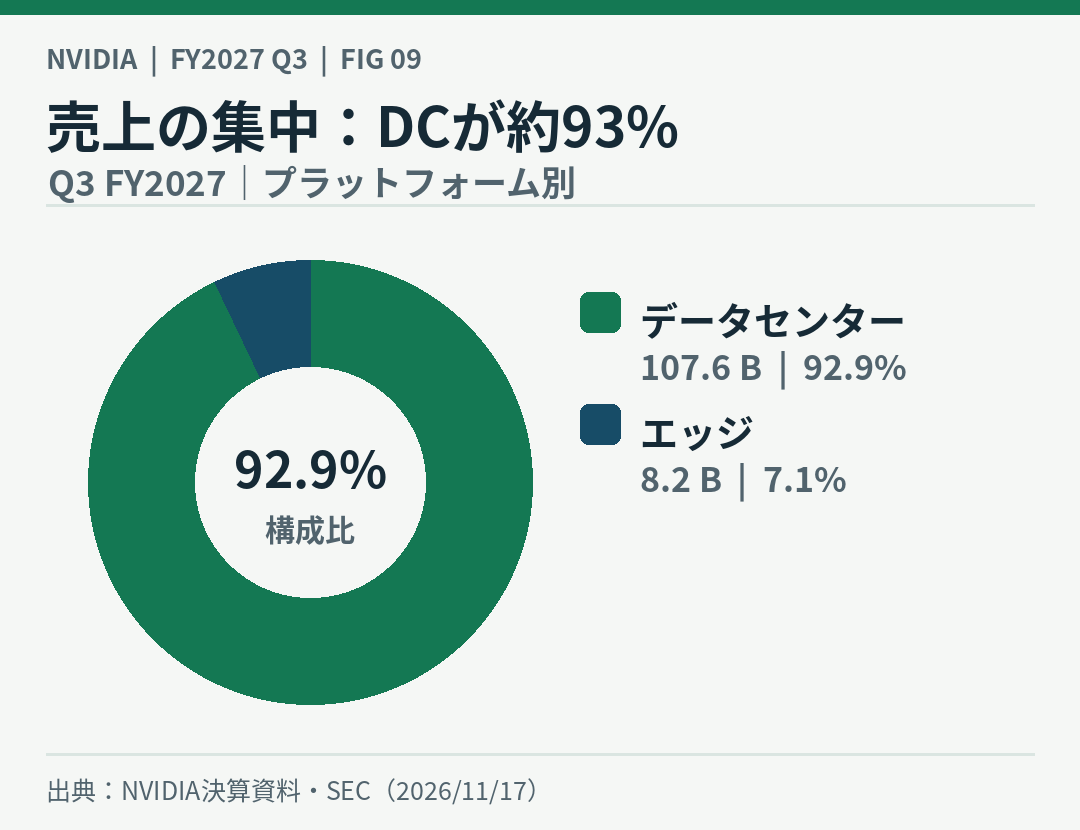 NVIDIA | FY2027 Q3 | FIG 09
売上の集中：DCが約93%
Q3 FY2027｜プラットフォーム別
92.9%
構成比
データセンター
107.6 B | 92.9%
エッジ
8.2 B | 7.1%
出典：NVIDIA決算資料・SEC（2026/11/17）